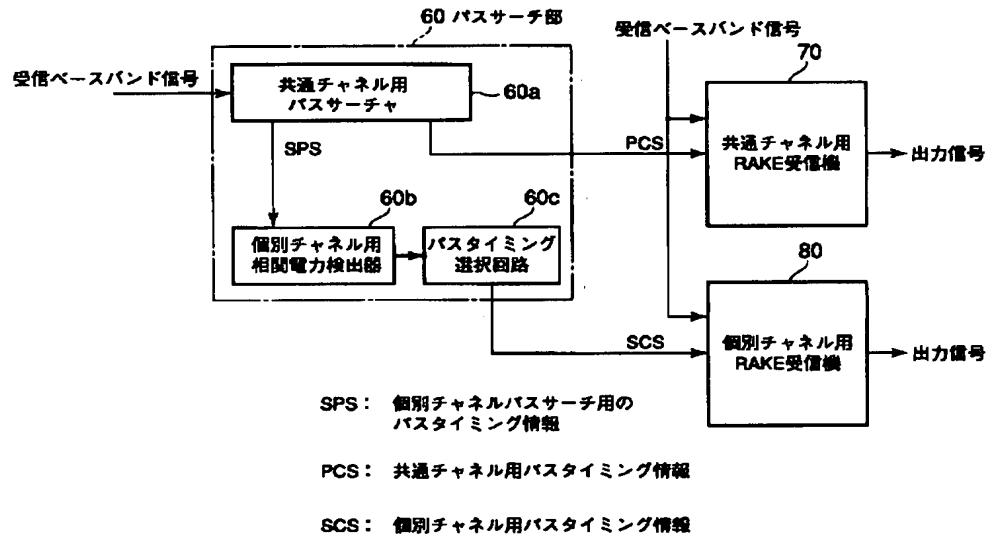 60 パスサーチ部
受信ベースバンド信号
共通チャネル用
パスサーチャ
60a
SPS
60b
個別チャネル用
相関電力検出器
60c
パスタイミング
選択回路
受信ベースバンド信号
70
PCS
共通チャネル用
RAKE受信機
出力信号
80
SCS
個別チャネル用
RAKE受信機
出力信号
SPS： 個別チャネルパスサーチ用の
パスタイミング情報
PCS： 共通チャネル用パスタイミング情報
SCS： 個別チャネル用パスタイミング情報